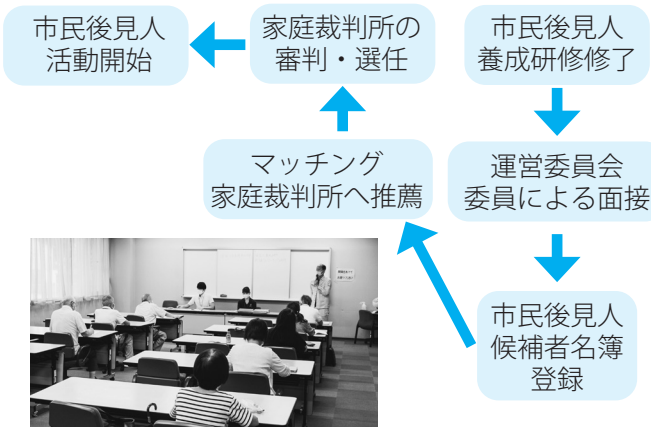 市民後見人
活動開始
家庭裁判所の
審判・選任
市民後見人
養成研修修了
マッチング
家庭裁判所へ推薦
運営委員会
委員による面接
市民後見人
候補者名簿
登録